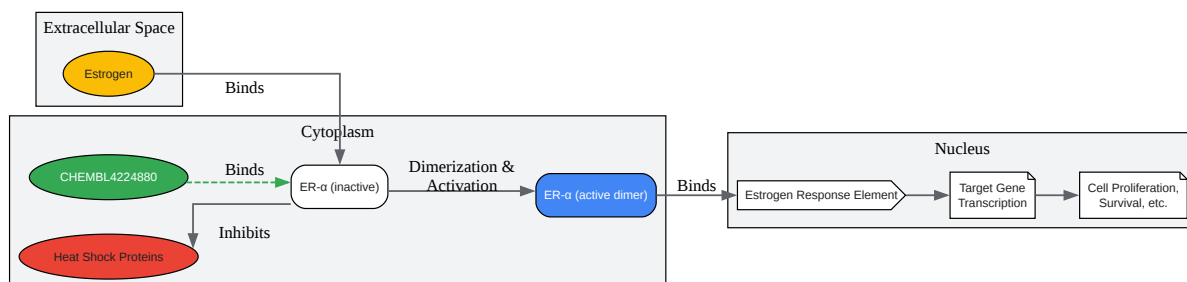 Extracellular Space
Estrogen
Binds
Cytoplasm
CHEMBL4224880
Binds
ER-α (inactive)
Dimerization &
Activation
ER-α (active dimer)
Inhibits
Heat Shock Proteins
Binds
Nucleus
Estrogen Response Element
Target Gene
Transcription
Cell Proliferation,
Survival, etc.